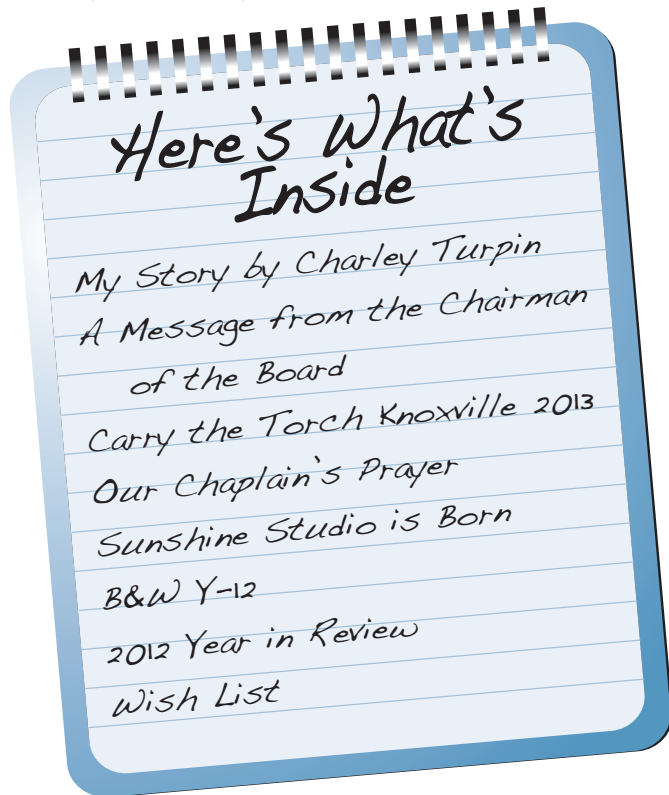 Here's What's
Inside
My Story by Charley Turpin
A Message from the Chairman
of the Board
Carry the Torch Knoxville 2013
Our Chaplain's Prayer
Sunshine Studio is Born
B&W Y-12
2012 Year in Review
Wish List